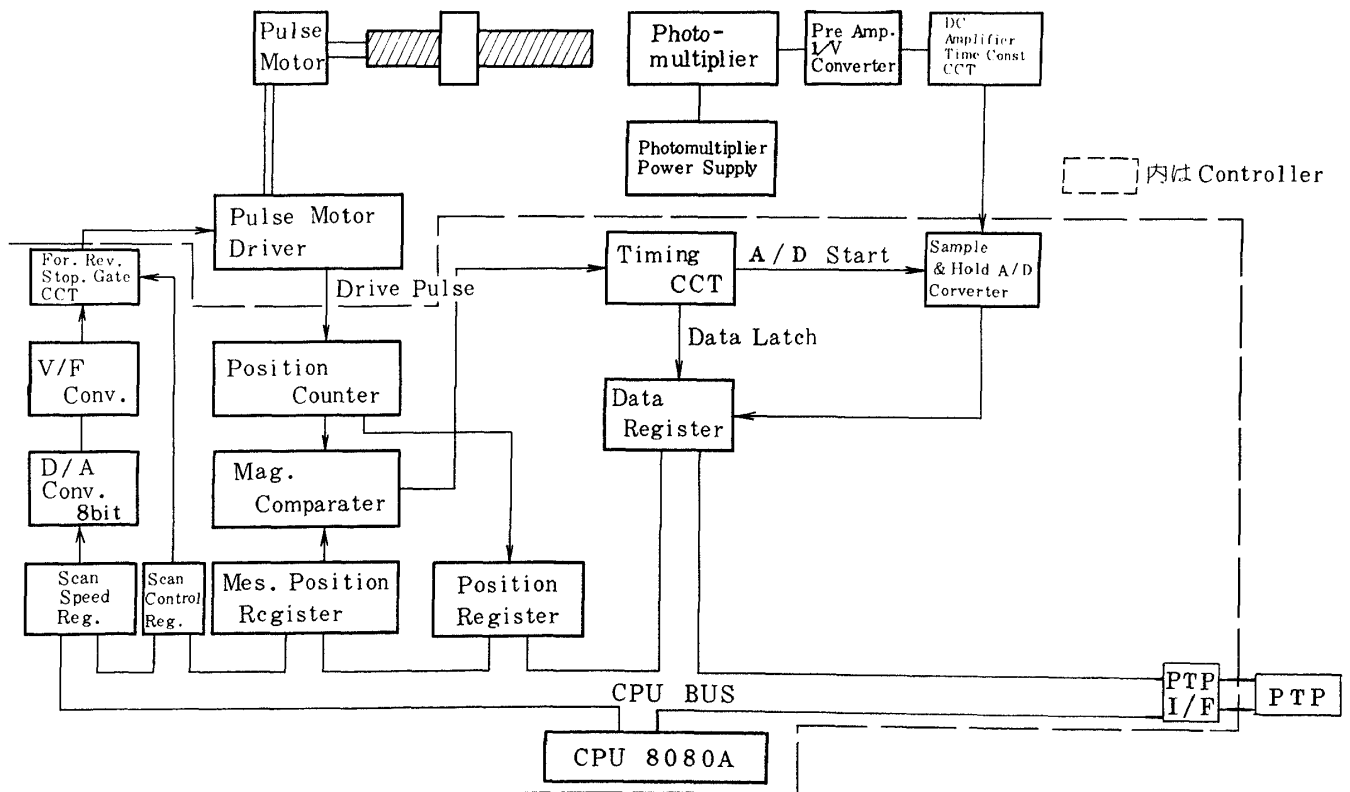 Pulse
Motor
Photo-
multiplier
Pre Amp.
I/V
Converter
DC
Amplifier
Time Const
CCT
Photomultiplier
Power Supply
内は Controller
Pulse Motor
Driver
For. Rev.
Stop. Gate
CCT
Drive Pulse
Timing
CCT
A/D Start
Sample
& Hold A/D
Corverter
Data Latch
V/F
Conv.
Position
Counter
Data
Register
D/A
Conv.
8bit
Mag.
Comparater
Scan
Speed
Reg.
Scan
Control
Reg.
Mes. Position
Register
Position
Register
CPU BUS
PTP
I/F
PTP
CPU 8080A